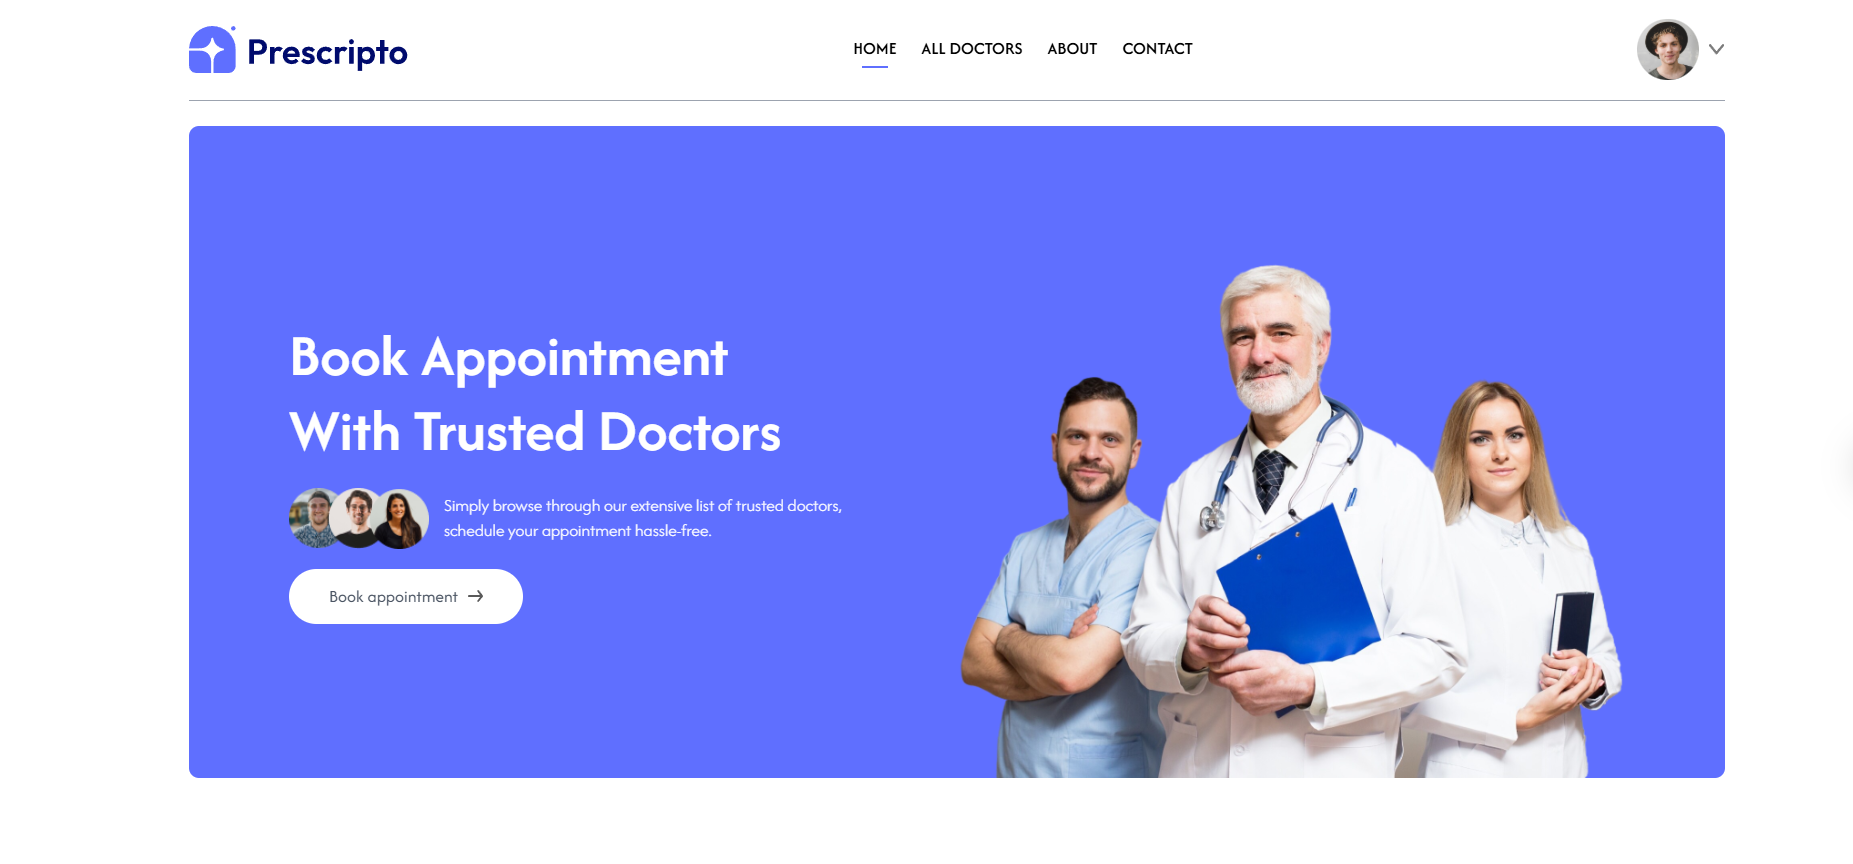 Prescripto
HOME
ALL DOCTORS
ABOUT
CONTACT
Book Appointment
With Trusted Doctors
Simply browse through our extensive list of trusted doctors,
schedule your appointment hassle-free.
Book appointment